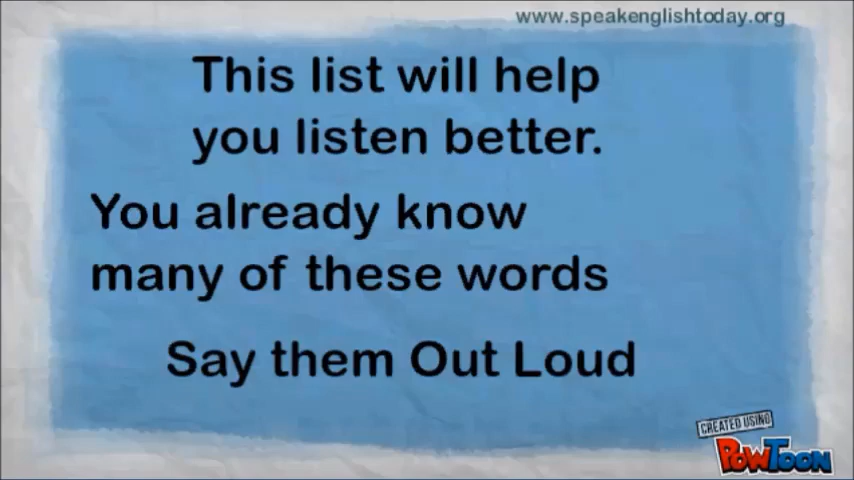 www.speakenglishtoday.org
This list will help
you listen better.
You already know
many of these words
Say them Out Loud
CREATED USING
PowToon